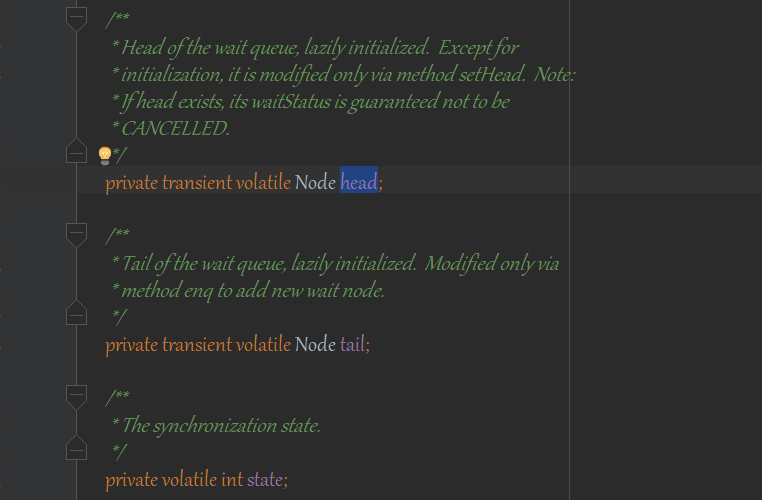 /**
* Head of the wait queue, lazily initialized.  Except for
* initialization, it is modified only via method setHead.  Note:
* If head exists, its waitStatus is guaranteed not to be
* CANCELLED.
*/
private transient volatile Node head;
/**
* Tail of the wait queue, lazily initialized.  Modified only via
* method enq to add new wait node.
*/
private transient volatile Node tail;
/**
* The synchronization state.
*/
private volatile int state;